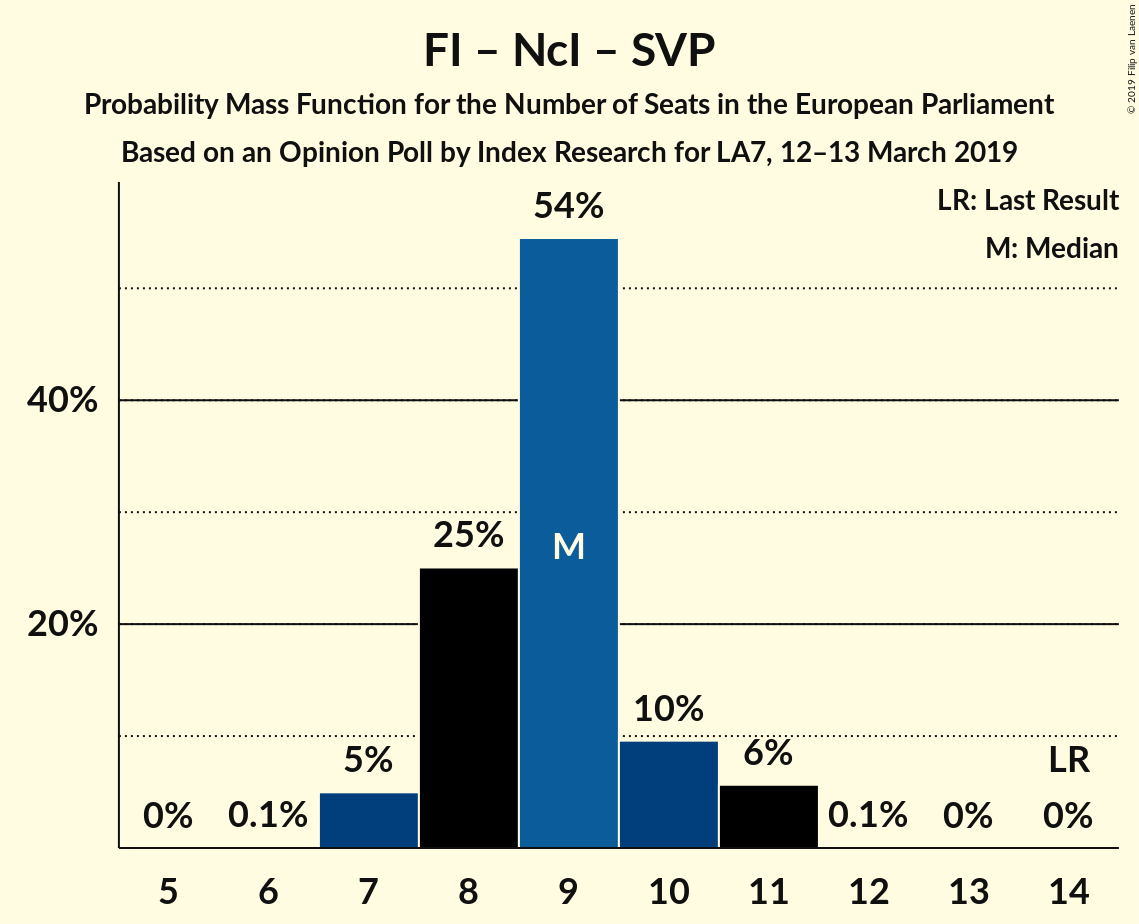 FI – NcI – SVP
Probability Mass Function for the Number of Seats in the European Parliament
Based on an Opinion Poll by Index Research for LA7, 12–13 March 2019
© 2019 Filip van Laenen
LR: Last Result
M: Median
54%
40%
25%
M
20%
10%
5%
6%
LR
0%
0.1%
0.1%
0%
0%
5 6 7 8 9 10 11 12 13 14